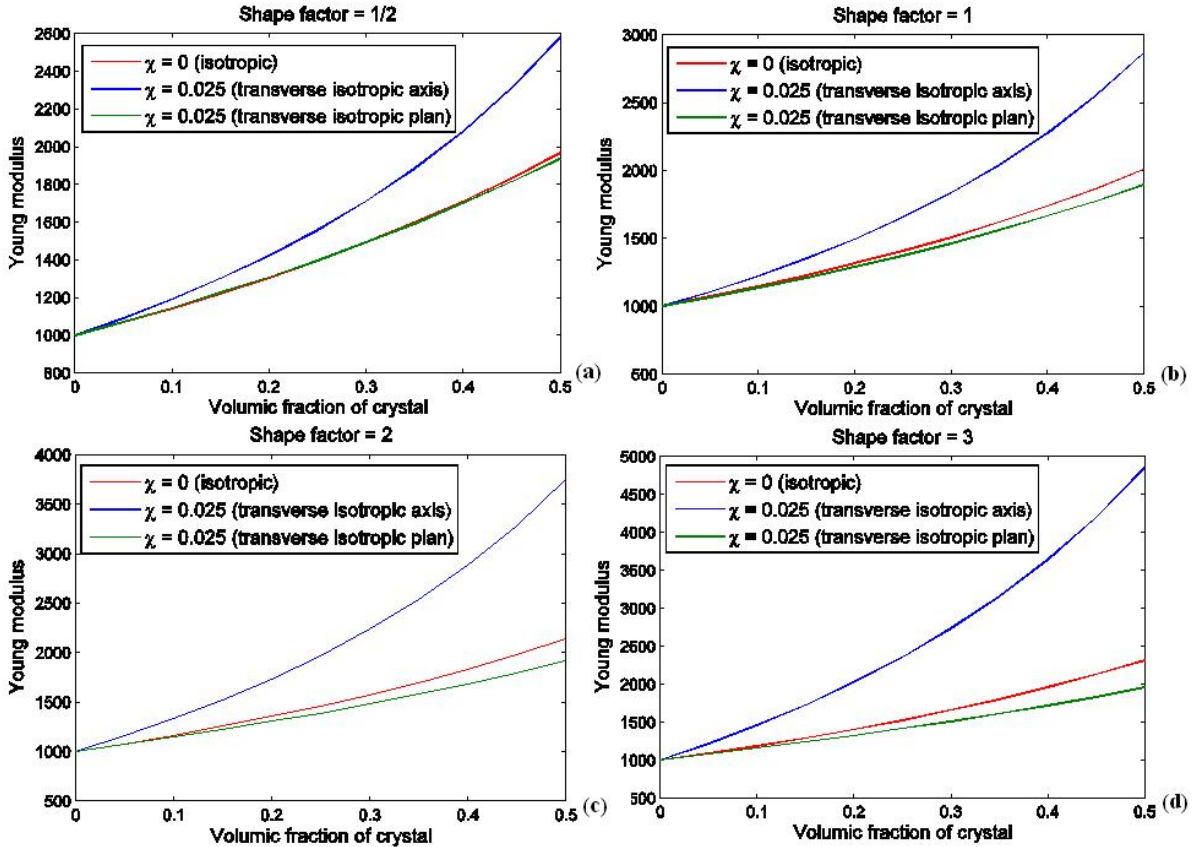 Shape factor = 1/2
2600
2400
2200
2000
1800
1600
1400
1200
1000
800
Young modulus
χ = 0 (isotropic)
χ = 0.025 (transverse isotropic axis)
χ = 0.025 (transverse isotropic plan)
0 0.1 0.2 0.3 0.4 0.5
Volumic fraction of crystal
(a)
Shape factor = 1
3000
2500
2000
1500
1000
500
Young modulus
χ = 0 (isotropic)
χ = 0.025 (transverse isotropic axis)
χ = 0.025 (transverse isotropic plan)
0 0.1 0.2 0.3 0.4 0.5
Volumic fraction of crystal
(b)
Shape factor = 2
4000
3500
3000
2500
2000
1500
1000
500
Young modulus
χ = 0 (isotropic)
χ = 0.025 (transverse isotropic axis)
χ = 0.025 (transverse isotropic plan)
0 0.1 0.2 0.3 0.4 0.5
Volumic fraction of crystal
(c)
Shape factor = 3
5000
4500
4000
3500
3000
2500
2000
1500
1000
500
Young modulus
χ = 0 (isotropic)
χ = 0.025 (transverse isotropic axis)
χ = 0.025 (transverse isotropic plan)
0 0.1 0.2 0.3 0.4 0.5
Volumic fraction of crystal
(d)